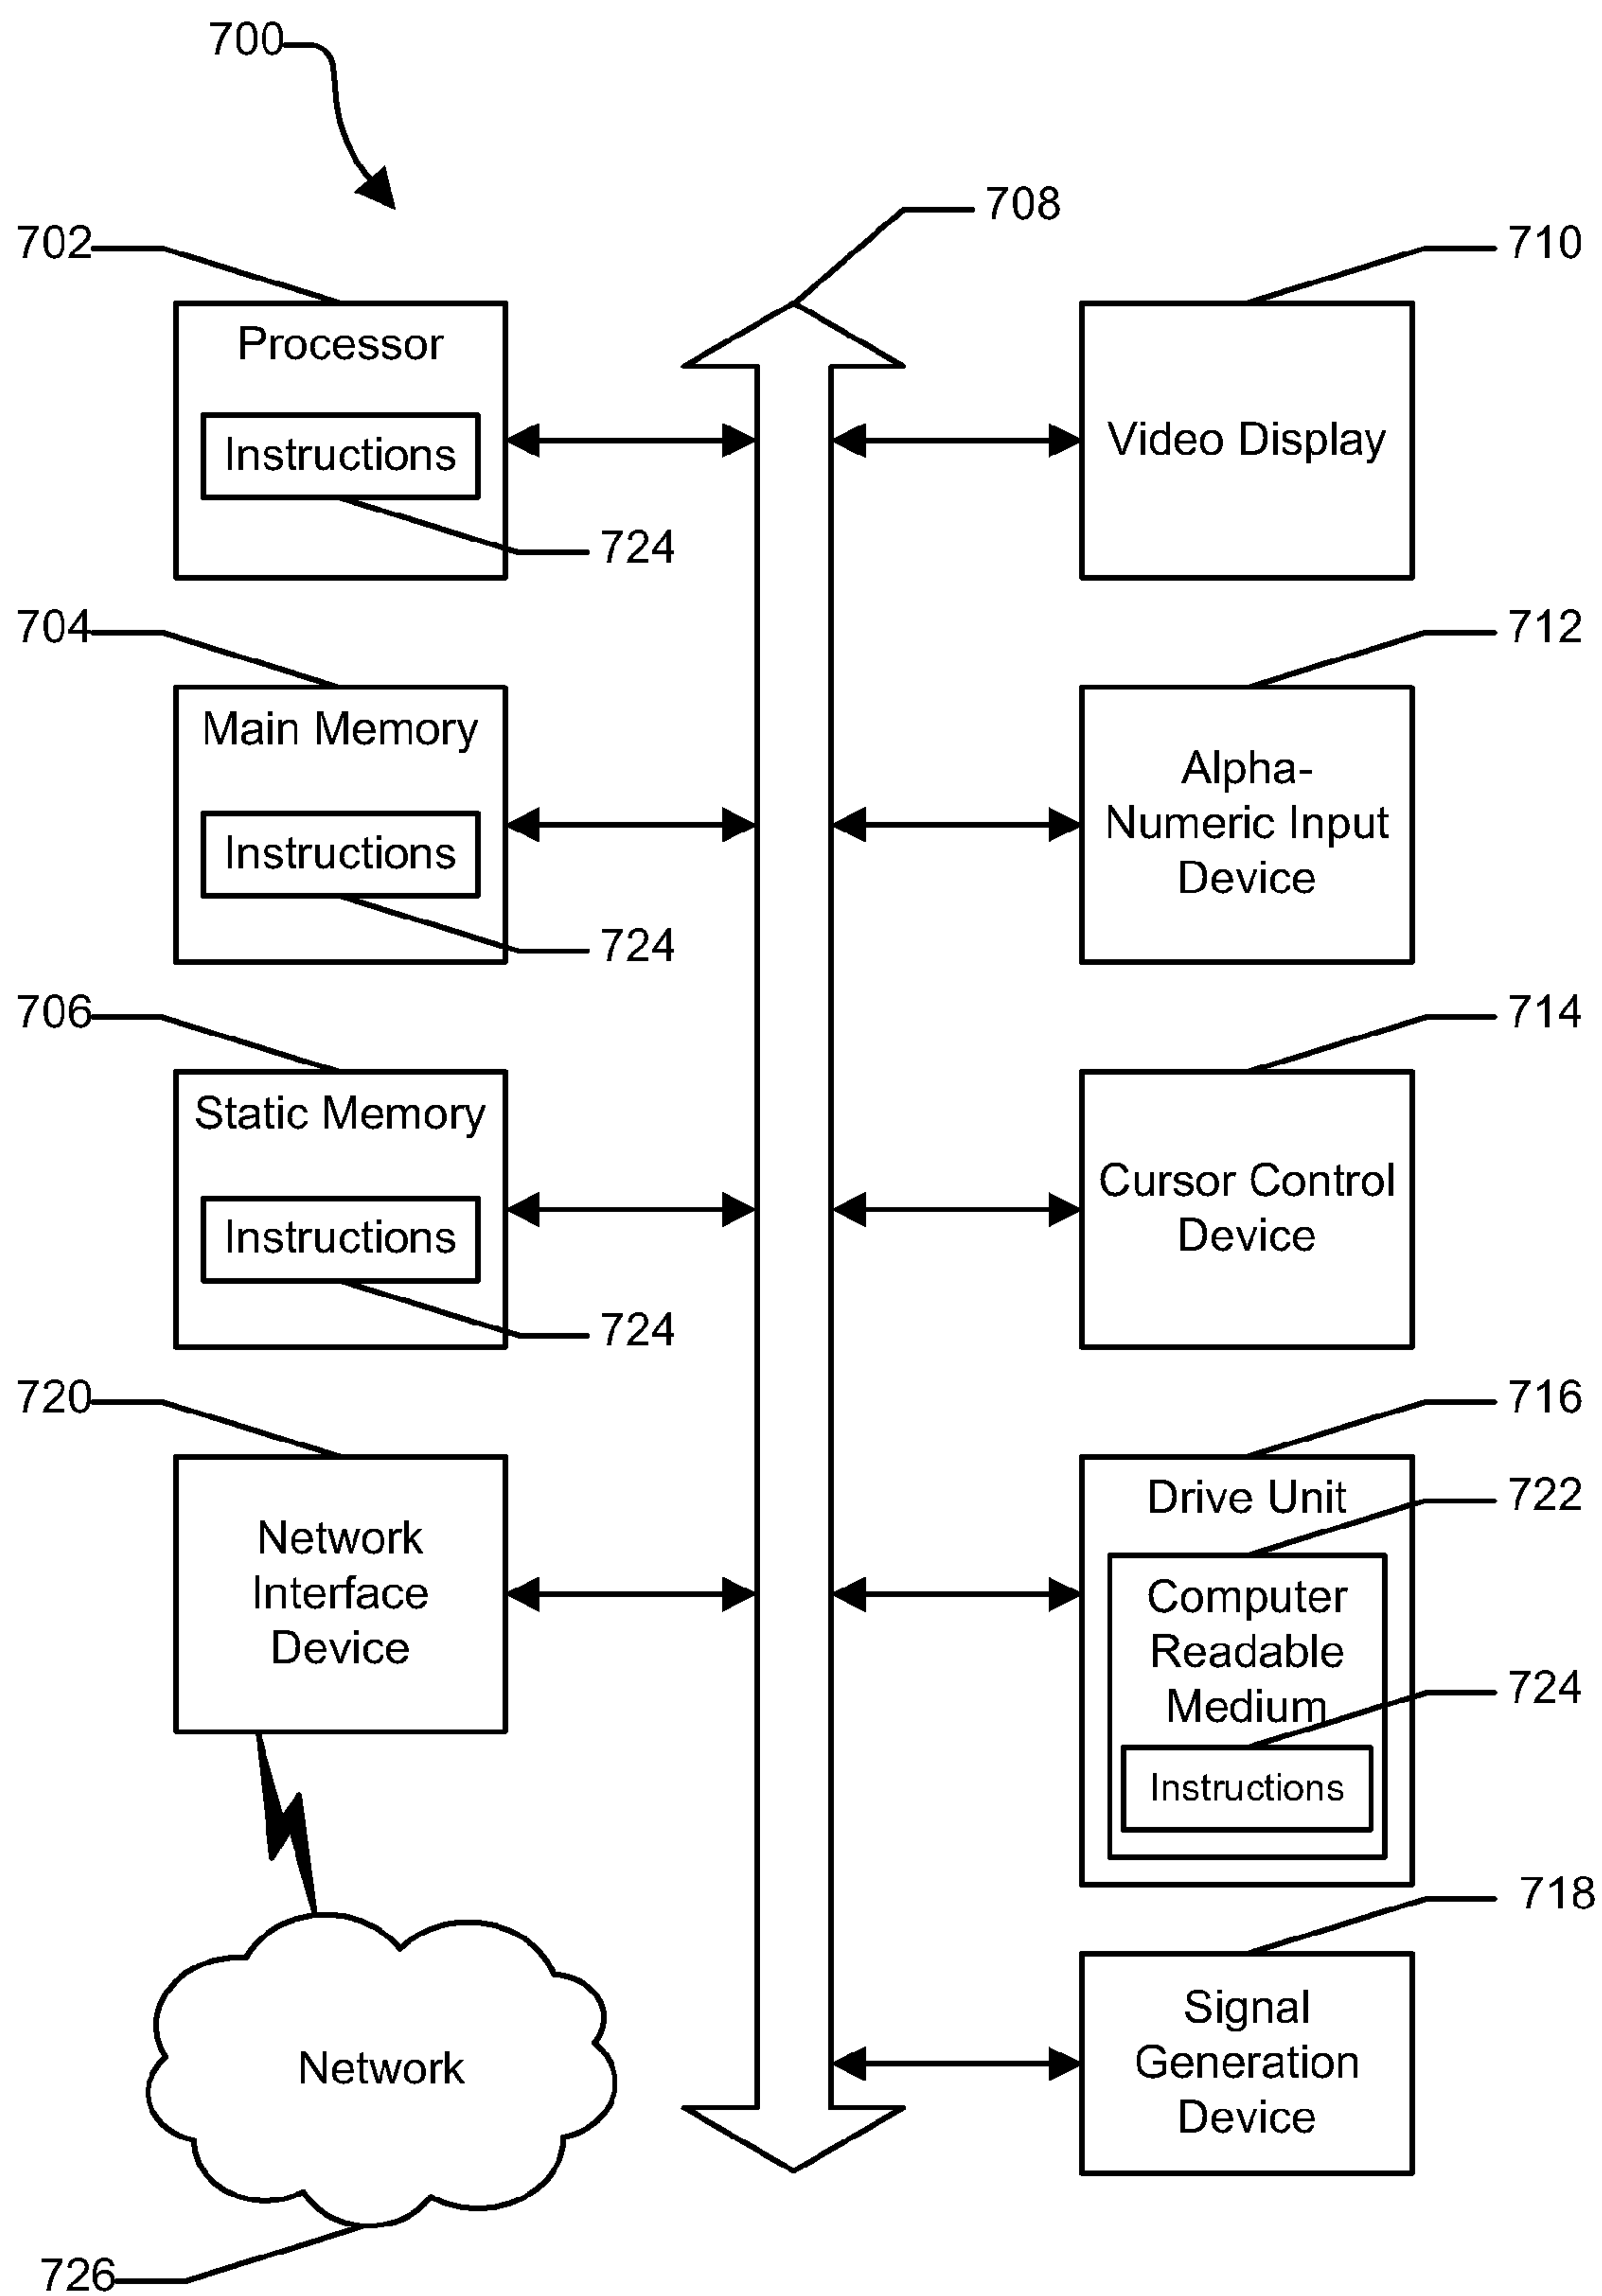 700
708
702
710
Processor
Instructions
724
Video Display
704
712
Main Memory
Instructions
724
Alpha-
Numeric Input
Device
706
714
Static Memory
Instructions
724
Cursor Control
Device
720
716
Network
Interface
Device
Drive Unit
722
Computer
Readable
Medium
724
Instructions
718
Signal
Generation
Device
Network
726